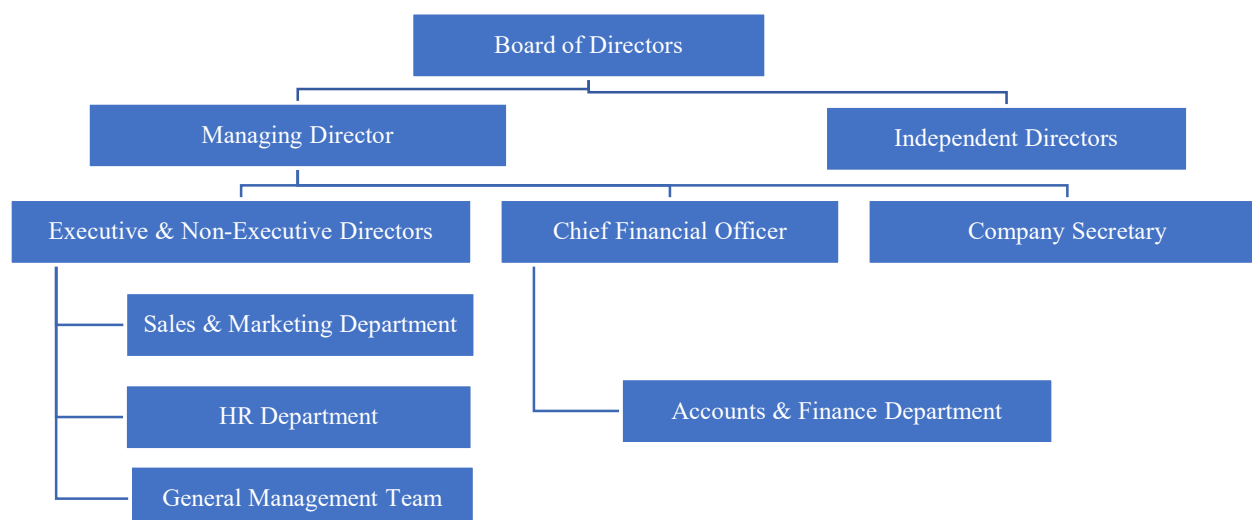 Board of Directors
Managing Director
Independent Directors
Executive & Non-Executive Directors
Chief Financial Officer
Company Secretary
Sales & Marketing Department
HR Department
Accounts & Finance Department
General Management Team